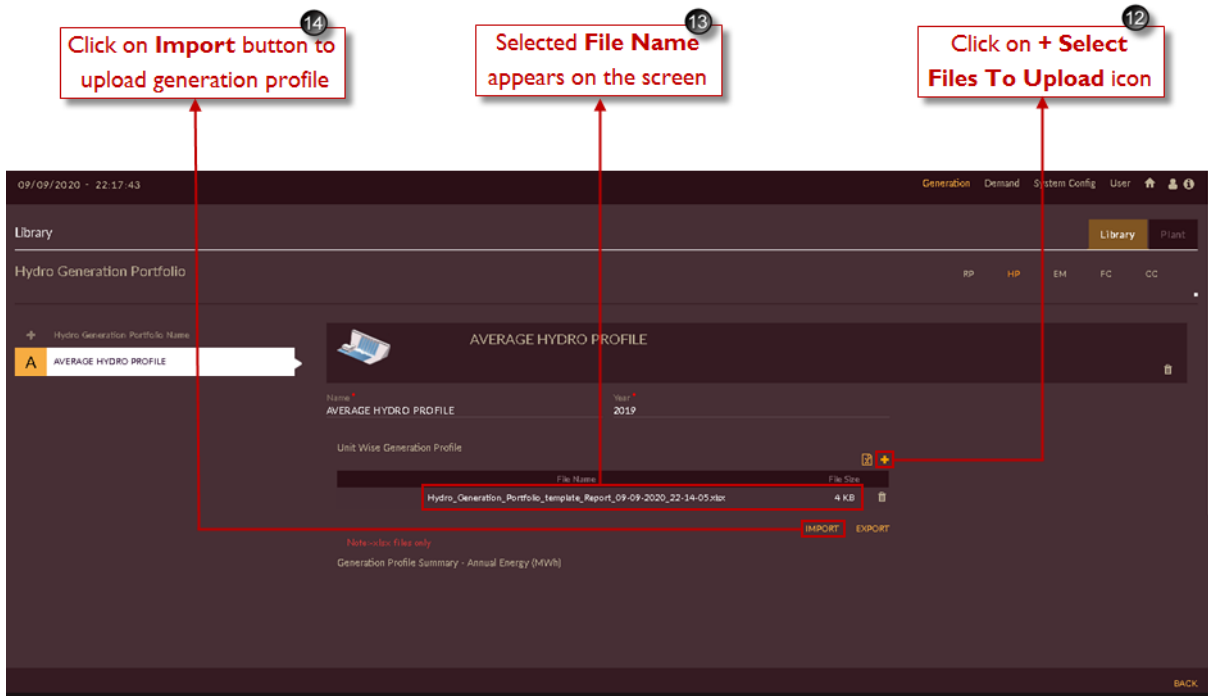 14
Click on Import button to
upload generation profile
13
Selected File Name
appears on the screen
12
Click on + Select
Files To Upload icon
09/09/2020 - 22:17:43
Generation Demand System Config User
Library
Library Plant
Hydro Generation Portfolio
RP HP EM FC CC
+ Hydro Generation Portfolio Name
A AVERAGE HYDRO PROFILE
AVERAGE HYDRO PROFILE
Name* Year*
AVERAGE HYDRO PROFILE 2019
Unit Wise Generation Profile
+
File Name File Size
Hydro_Generation_Portfolio_template_Report_09-09-2020_22-14-05.xlsx 4 KB
IMPORT EXPORT
Note:-xlsx files only
Generation Profile Summary - Annual Energy (MWh)
BACK